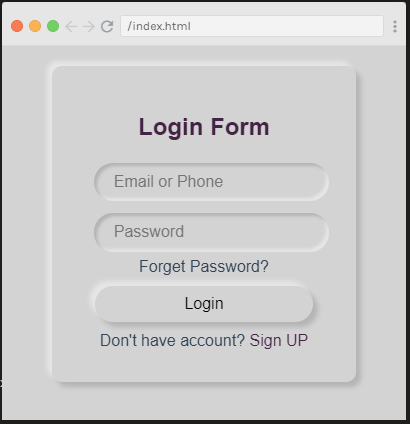 /index.html
Login Form
Email or Phone
Password
Forget Password?
Login
Don't have account? Sign UP